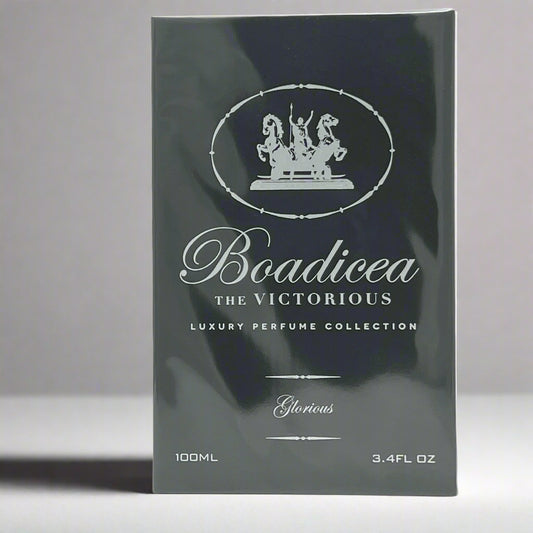 Boadicea
THE VICTORIOUS
LUXURY PERFUME COLLECTION
Glorious
100ML
3.4FL OZ